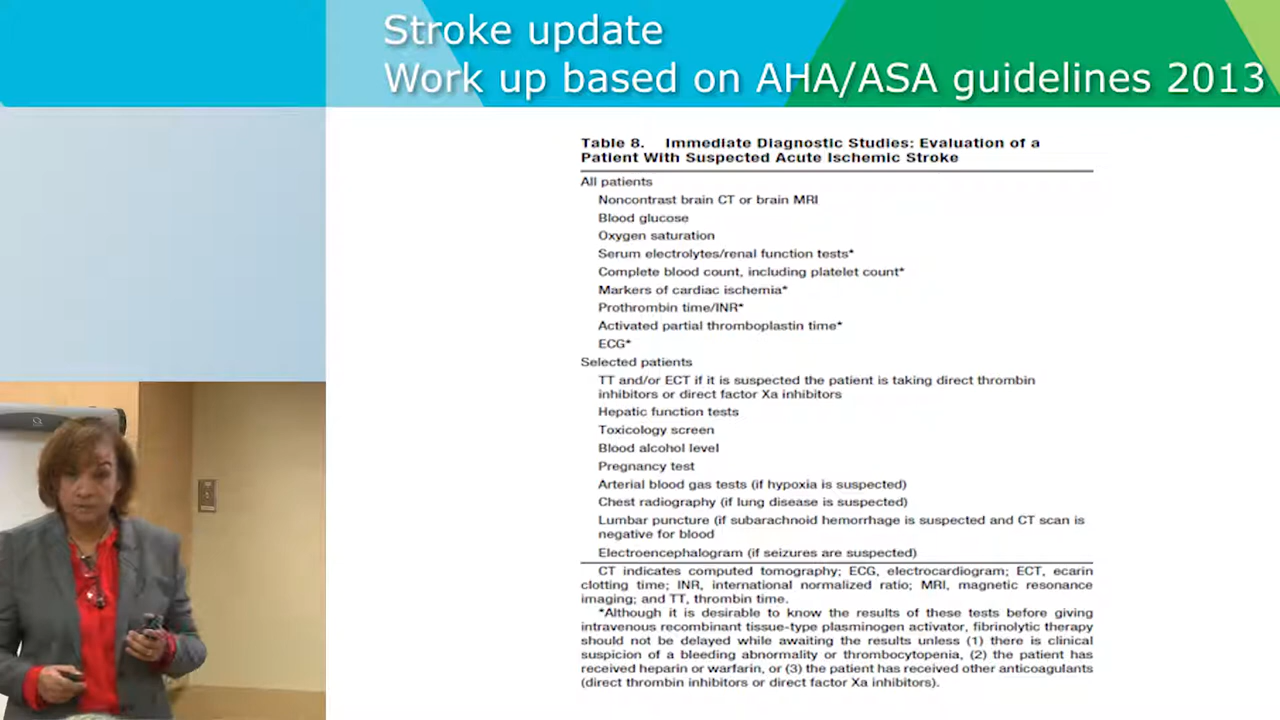 Stroke update
Work up based on AHA/ASA guidelines 2013
Table 8. Immediate Diagnostic Studies: Evaluation of a
Patient With Suspected Acute Ischemic Stroke
All patients
Noncontrast brain CT or brain MRI
Blood glucose
Oxygen saturation
Serum electrolytes/renal function tests*
Complete blood count, including platelet count*
Markers of cardiac ischemia*
Prothrombin time/INR*
Activated partial thromboplastin time*
ECG*
Selected patients
TT and/or ECT if it is suspected the patient is taking direct thrombin
inhibitors or direct factor Xa inhibitors
Hepatic function tests
Toxicology screen
Blood alcohol level
Pregnancy test
Arterial blood gas tests (if hypoxia is suspected)
Chest radiography (if lung disease is suspected)
Lumbar puncture (if subarachnoid hemorrhage is suspected and CT scan is
negative for blood
Electroencephalogram (if seizures are suspected)
CT indicates computed tomography; ECG, electrocardiogram; ECT, ecarin
clotting time; INR, international normalized ratio; MRI, magnetic resonance
imaging; and TT, thrombin time.
*Although it is desirable to know the results of these tests before giving
intravenous recombinant tissue-type plasminogen activator, fibrinolytic therapy
should not be delayed while awaiting the results unless (1) there is clinical
suspicion of a bleeding abnormality or thrombocytopenia, (2) the patient has
received heparin or warfarin, or (3) the patient has received other anticoagulants
(direct thrombin inhibitors or direct factor Xa inhibitors).